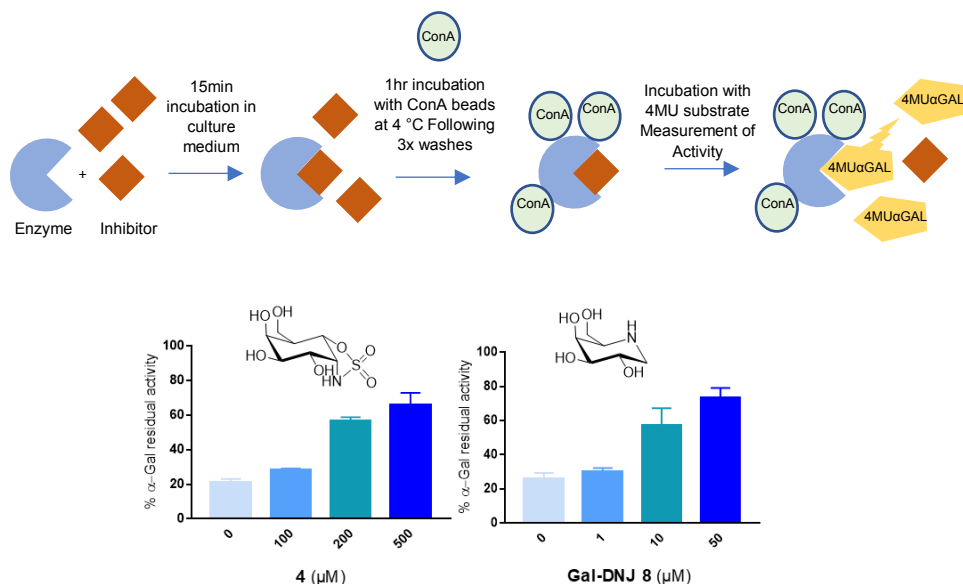 ConA
15min
incubation in
culture
medium
1hr incubation
with ConA beads
at 4 °C Following
3x washes
Incubation with
4MU substrate
Measurement of
Activity
+
Enzyme
Inhibitor
ConA
ConA
ConA
ConA
ConA
ConA
4MUαGAL
4MUαGAL
4MUαGAL
% α–Gal residual activity
100
80
60
40
20
0
OH
OH
HO
HO
OH
O
S
O
O
HN
0
100
200
500
4 (µM)
% α–Gal residual activity
100
80
60
40
20
0
OH
OH
HO
HO
OH
H
N
0
1
10
50
Gal-DNJ 8 (µM)